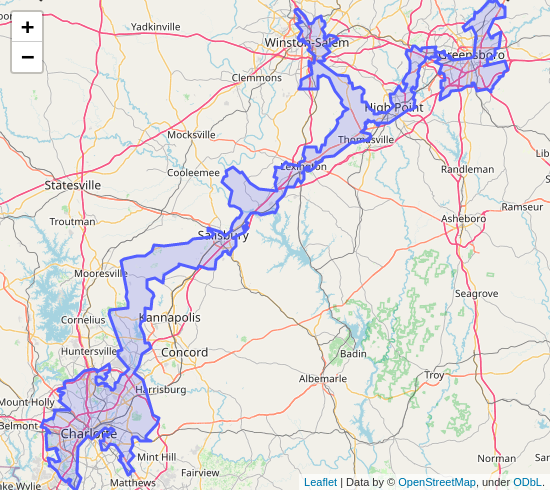 +
−
Yadkinville
Winston-Salem
Greensboro
Clemmons
High Point
Mocksville
Thomasville
Lexington
Cooleemee
Randleman
Statesville
Ramseur
Troutman
Asheboro
Salisbury
Mooresville
Seagrove
Cornelius
Kannapolis
Huntersville
Concord
Badin
Troy
Albemarle
Harrisburg
Mount Holly
Belmont
Charlotte
Mint Hill
Fairview
Norman
Lake Wylie
Matthews
Leaflet | Data by © OpenStreetMap, under ODbL.